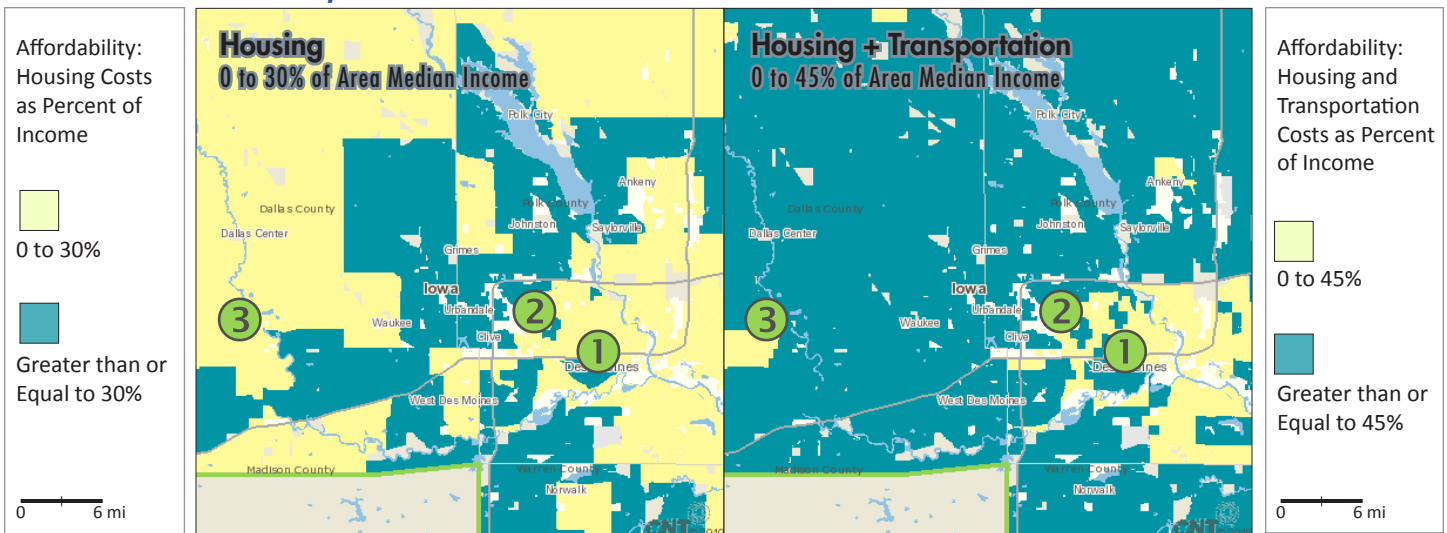 Affordability:
Housing Costs
as Percent of
Income
0 to 30%
Greater than or
Equal to 30%
0 6 mi
Housing
0 to 30% of Area Median Income
Polk City
Ankeny
Dallas County
Polk County
Dallas Center
Johnston
Saylorville
Grimes
Iowa
3
2
Urbandale
Waukee
Clive
1
Des Moines
West Des Moines
Madison County
Warren County
Norwalk
CNT
Housing + Transportation
0 to 45% of Area Median Income
Polk City
Ankeny
Dallas County
Polk County
Dallas Center
Johnston
Saylorville
Grimes
Iowa
3
2
Urbandale
Waukee
Clive
1
Des Moines
West Des Moines
Madison County
Warren County
Norwalk
CNT
Affordability:
Housing and
Transportation
Costs as Percent
of Income
0 to 45%
Greater than or
Equal to 45%
0 6 mi